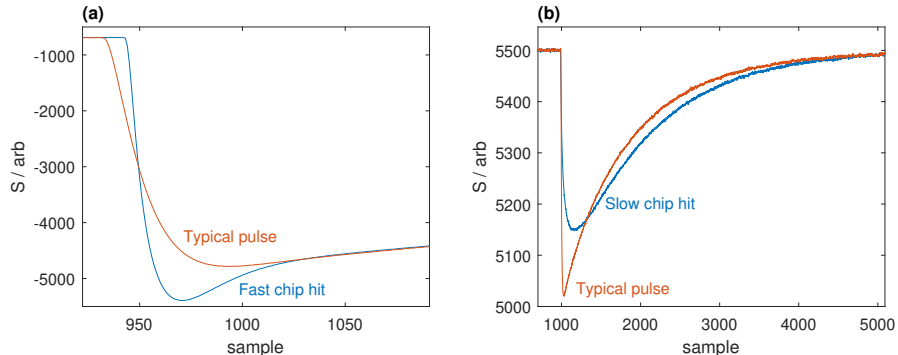 (a)
S / arb
-1000
-2000
-3000
-4000
-5000
Typical pulse
Fast chip hit
950
1000
1050
sample
(b)
S / arb
5500
5400
5300
5200
5100
5000
Slow chip hit
Typical pulse
1000
2000
3000
4000
5000
sample